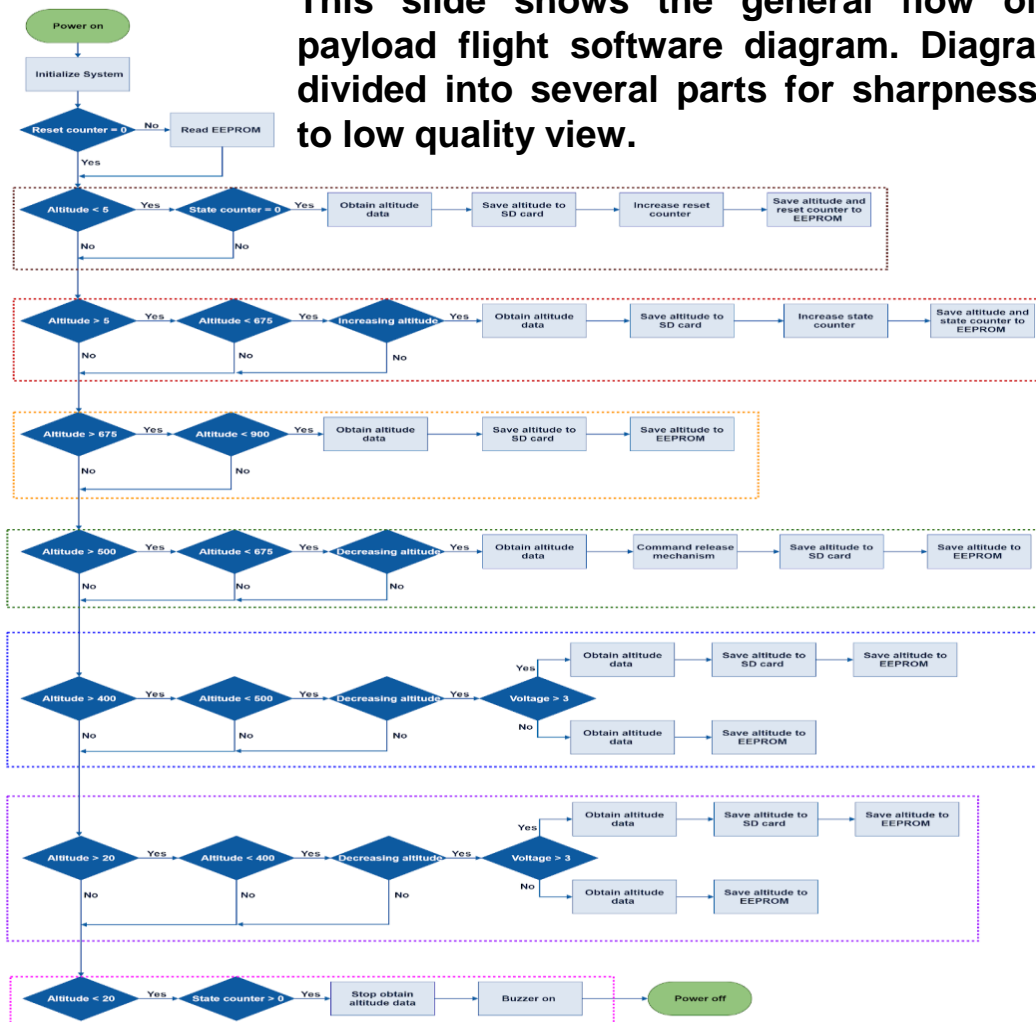 This slide shows the general flow of
payload flight software diagram. Diagra
divided into several parts for sharpness
to low quality view.
Power on
Initialize System
Reset counter = 0
No
Read EEPROM
Yes
Altitude < 5
Yes
State counter = 0
Yes
Obtain altitude
data
Save altitude to
SD card
Increase reset
counter
Save altitude and
reset counter to
EEPROM
No
No
Altitude > 5
Yes
Altitude < 675
Yes
Increasing altitude
Yes
Obtain altitude
data
Save altitude to
SD card
Increase state
counter
Save altitude and
state counter to
EEPROM
No
No
No
Altitude > 675
Yes
Altitude < 900
Yes
Obtain altitude
data
Save altitude to
SD card
Save altitude to
EEPROM
No
No
Altitude > 500
Yes
Altitude < 675
Yes
Decreasing altitude
Yes
Obtain altitude
data
Command release
mechanism
Save altitude to
SD card
Save altitude to
EEPROM
No
No
No
Altitude > 400
Yes
Altitude < 500
Yes
Decreasing altitude
Yes
Voltage > 3
Yes
Obtain altitude
data
Save altitude to
SD card
Save altitude to
EEPROM
No
Obtain altitude
data
Save altitude to
EEPROM
No
No
No
Altitude > 20
Yes
Altitude < 400
Yes
Decreasing altitude
Yes
Voltage > 3
Yes
Obtain altitude
data
Save altitude to
SD card
Save altitude to
EEPROM
No
Obtain altitude
data
Save altitude to
EEPROM
No
No
No
Altitude < 20
Yes
State counter > 0
Yes
Stop obtain
altitude data
Buzzer on
Power off